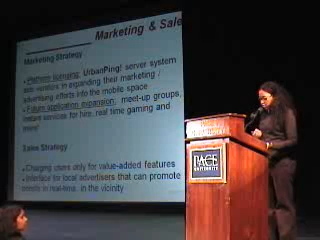 Marketing & Sale
Marketing Strategy
Platform licensing, UrbanPing! server system
vendors in expanding their marketing /
advertising efforts into the mobile space
Future application expansion, meet-up groups,
instant services for hire, real time gaming and
more!
Sales Strategy
Charging users only for value-added features
Interface for local advertisers that can promote
in real-time, in the vicinity
PACE
UNIVERSITY